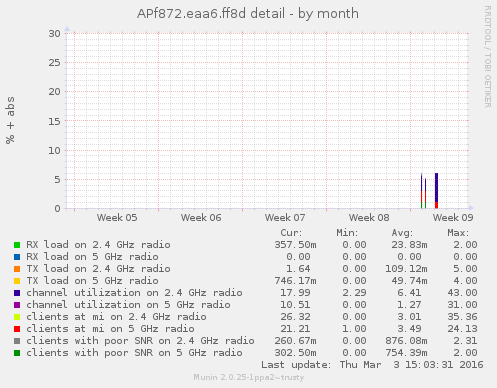 APf872.eaa6.ff8d detail - by month
RRDTOOL / TOBI OETIKER
% + abs
30
25
20
15
10
5
0
Week 05 Week 06 Week 07 Week 08 Week 09
Cur: Min: Avg: Max:
RX load on 2.4 GHz radio 357.50m 0.00 23.83m 2.00
RX load on 5 GHz radio 0.00 0.00 0.00 0.00
TX load on 2.4 GHz radio 1.64 0.00 109.12m 5.00
TX load on 5 GHz radio 746.17m 0.00 49.74m 4.00
channel utilization on 2.4 GHz radio 17.99 2.29 6.41 43.00
channel utilization on 5 GHz radio 10.51 0.00 1.27 31.00
clients at mi on 2.4 GHz radio 26.32 0.00 3.01 35.36
clients at mi on 5 GHz radio 21.21 1.00 3.49 24.13
clients with poor SNR on 2.4 GHz radio 260.67m 0.00 876.08m 2.31
clients with poor SNR on 5 GHz radio 302.50m 0.00 754.39m 2.00
Last update: Thu Mar 3 15:03:31 2016
Munin 2.0.25-1ppa2~trusty